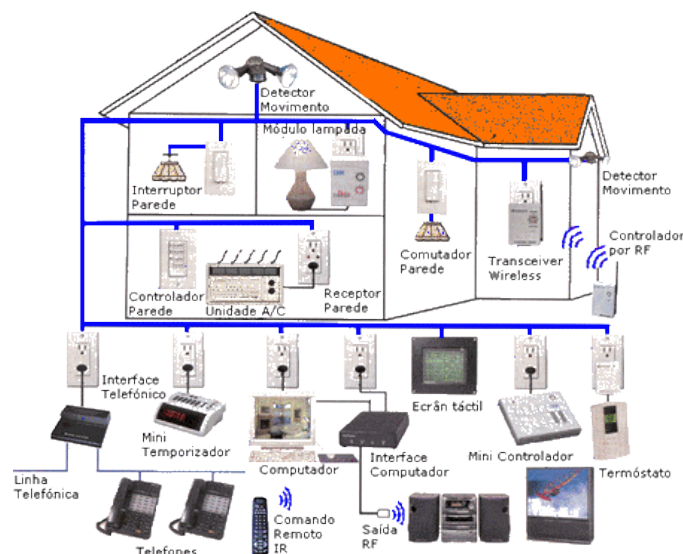 Detector
Movimento
Módulo lampada
Interruptor
Parede
Detector
Movimento
Comutador
Parede
Transceiver
Wireless
Controlador
por RF
Controlador
Parede
Unidade A/C
Receptor
Parede
Interface
Telefónico
Mini
Temporizador
Computador
Interface
Computador
Ecrân táctil
Mini Controlador
Termóstato
Linha
Telefónica
Telefones
Comando
Remoto
IR
Saída
RF